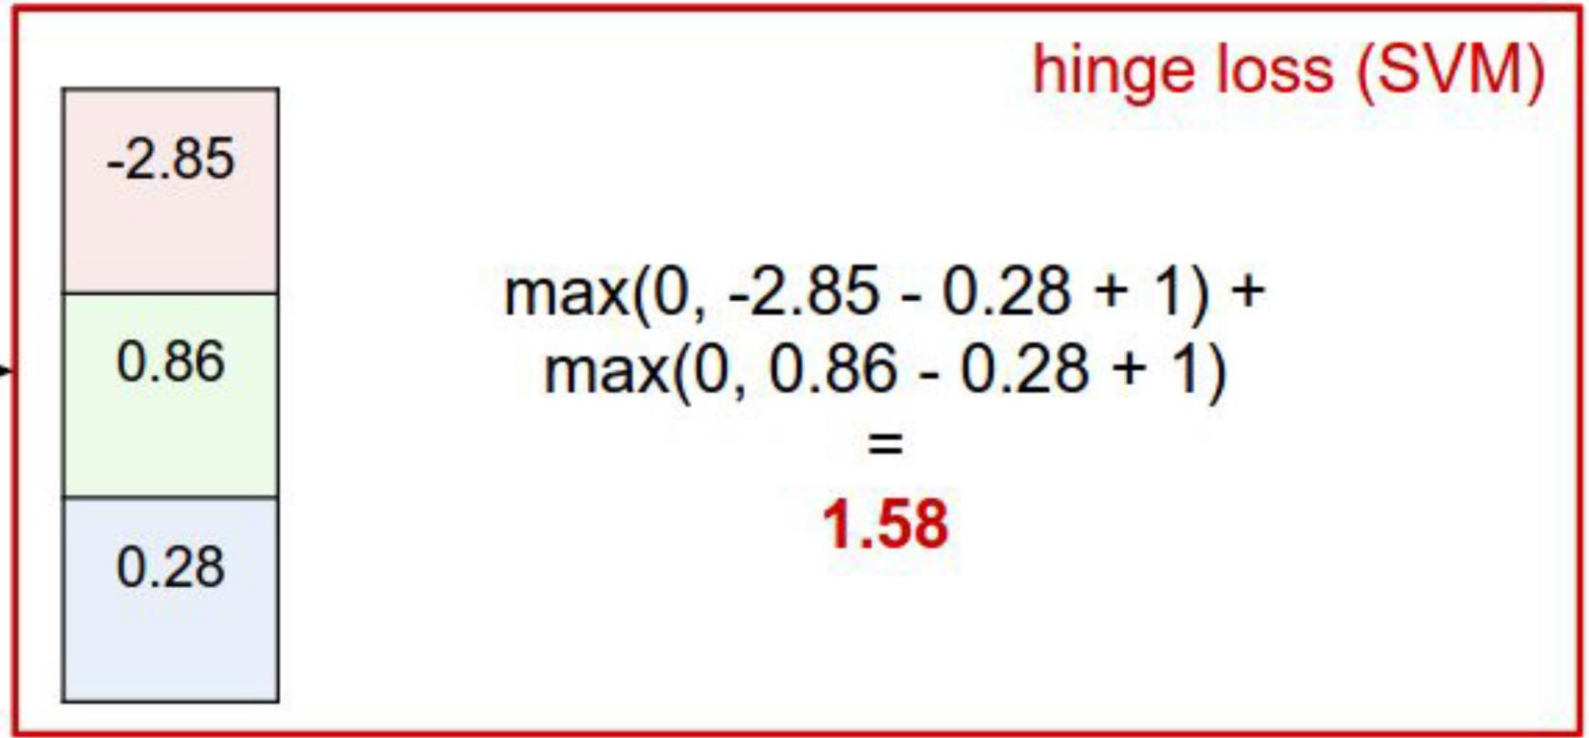 hinge loss (SVM)
-2.85
0.86
0.28
max(0, -2.85 - 0.28 + 1) +
max(0, 0.86 - 0.28 + 1)
=
1.58